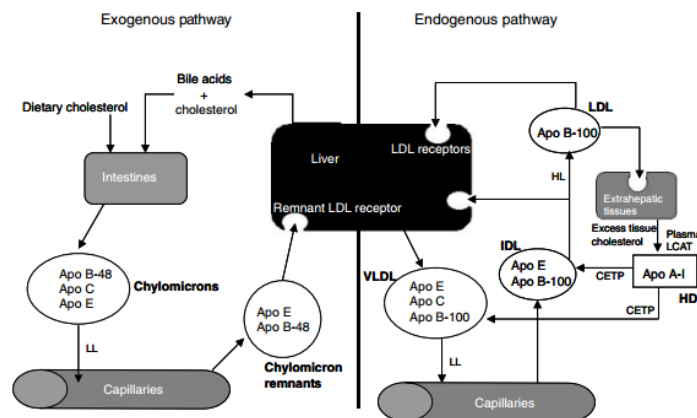 Exogenous pathway
Endogenous pathway
Bile acids
+
cholesterol
Dietary cholesterol
Intestines
Liver
LDL receptors
Remnant LDL receptor
LDL
Apo B-100
HL
Extrahepatic
tissues
Excess tissue
cholesterol
Plasma
LCAT
Apo B-48
Apo C
Apo E
Chylomicrons
LL
Apo E
Apo B-48
Chylomicron
remnants
Capillaries
VLDL
Apo E
Apo C
Apo B-100
LL
IDL
Apo E
Apo B-100
CETP
Apo A-I
HD
CETP
Capillaries